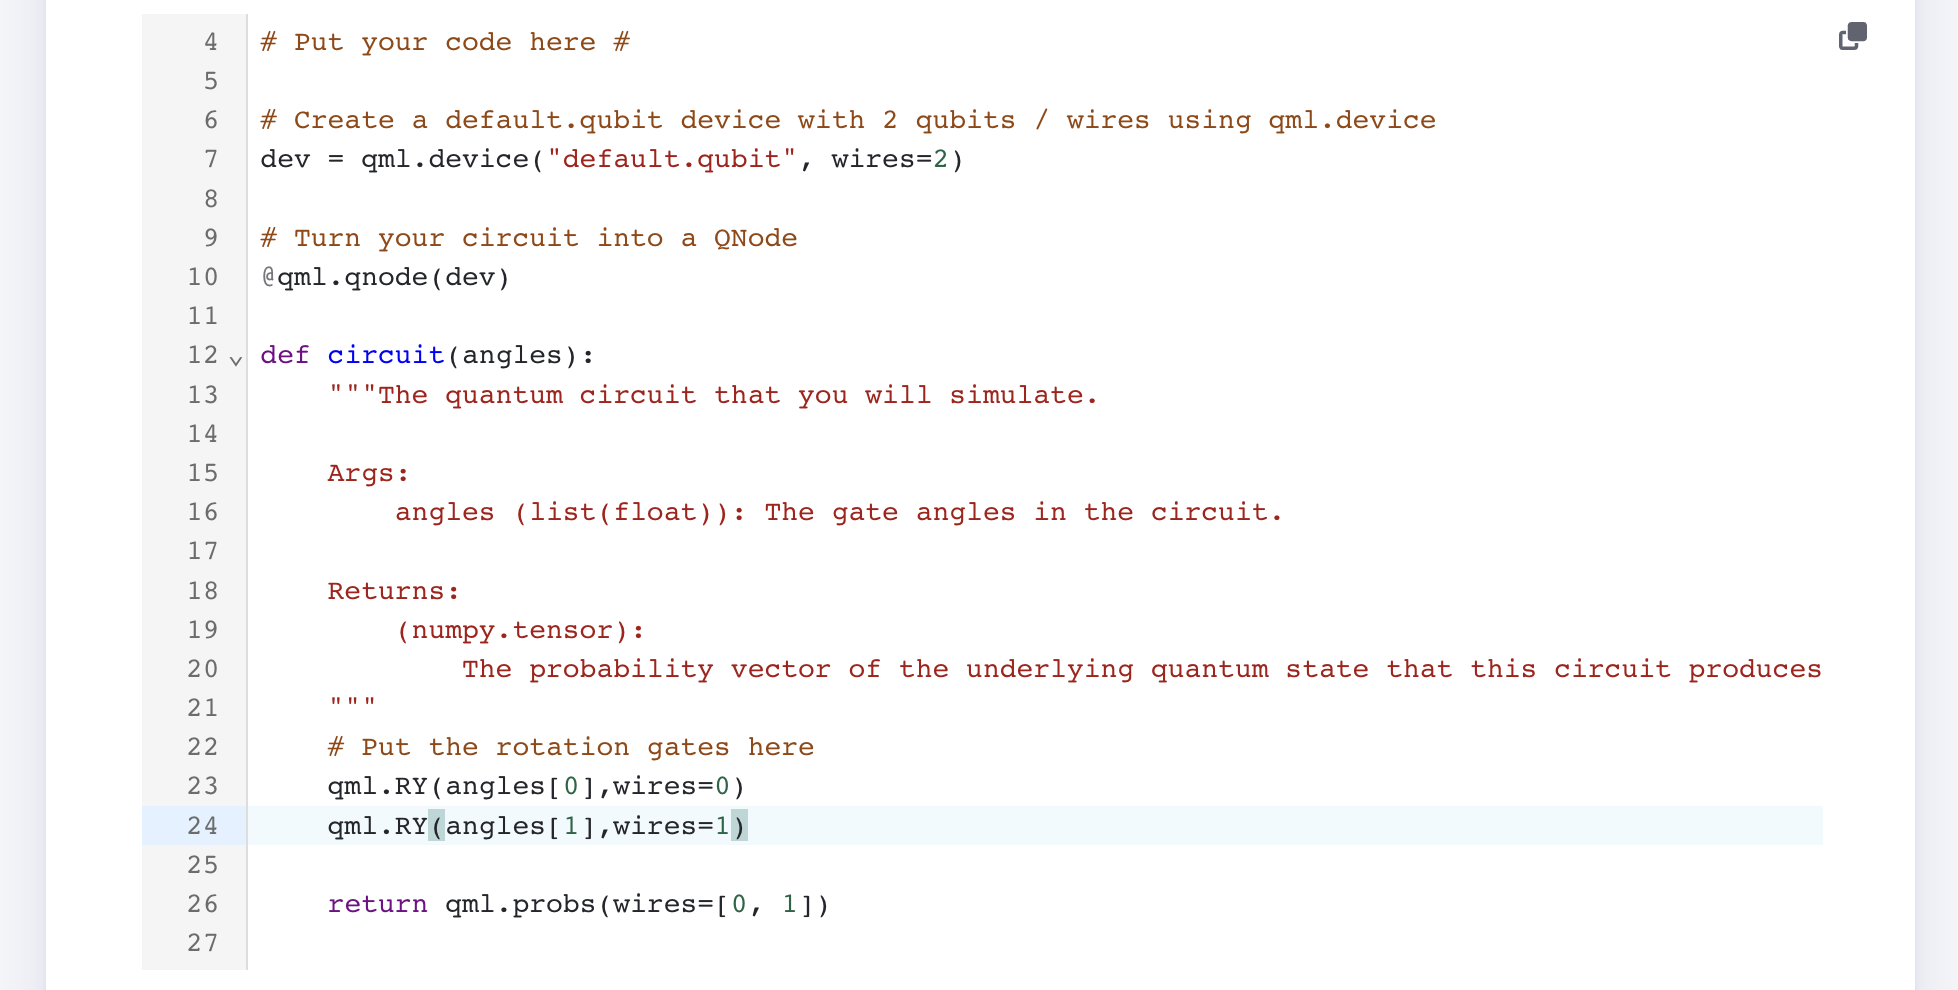 4 # Put your code here #
5
6 # Create a default.qubit device with 2 qubits / wires using qml.device
7 dev = qml.device("default.qubit", wires=2)
8
9 # Turn your circuit into a QNode
10 @qml.qnode(dev)
11
12 def circuit(angles):
13     """The quantum circuit that you will simulate.
14
15     Args:
16         angles (list(float)): The gate angles in the circuit.
17
18     Returns:
19         (numpy.tensor):
20             The probability vector of the underlying quantum state that this circuit produces
21     """
22     # Put the rotation gates here
23     qml.RY(angles[0],wires=0)
24     qml.RY(angles[1],wires=1)
25
26     return qml.probs(wires=[0, 1])
27